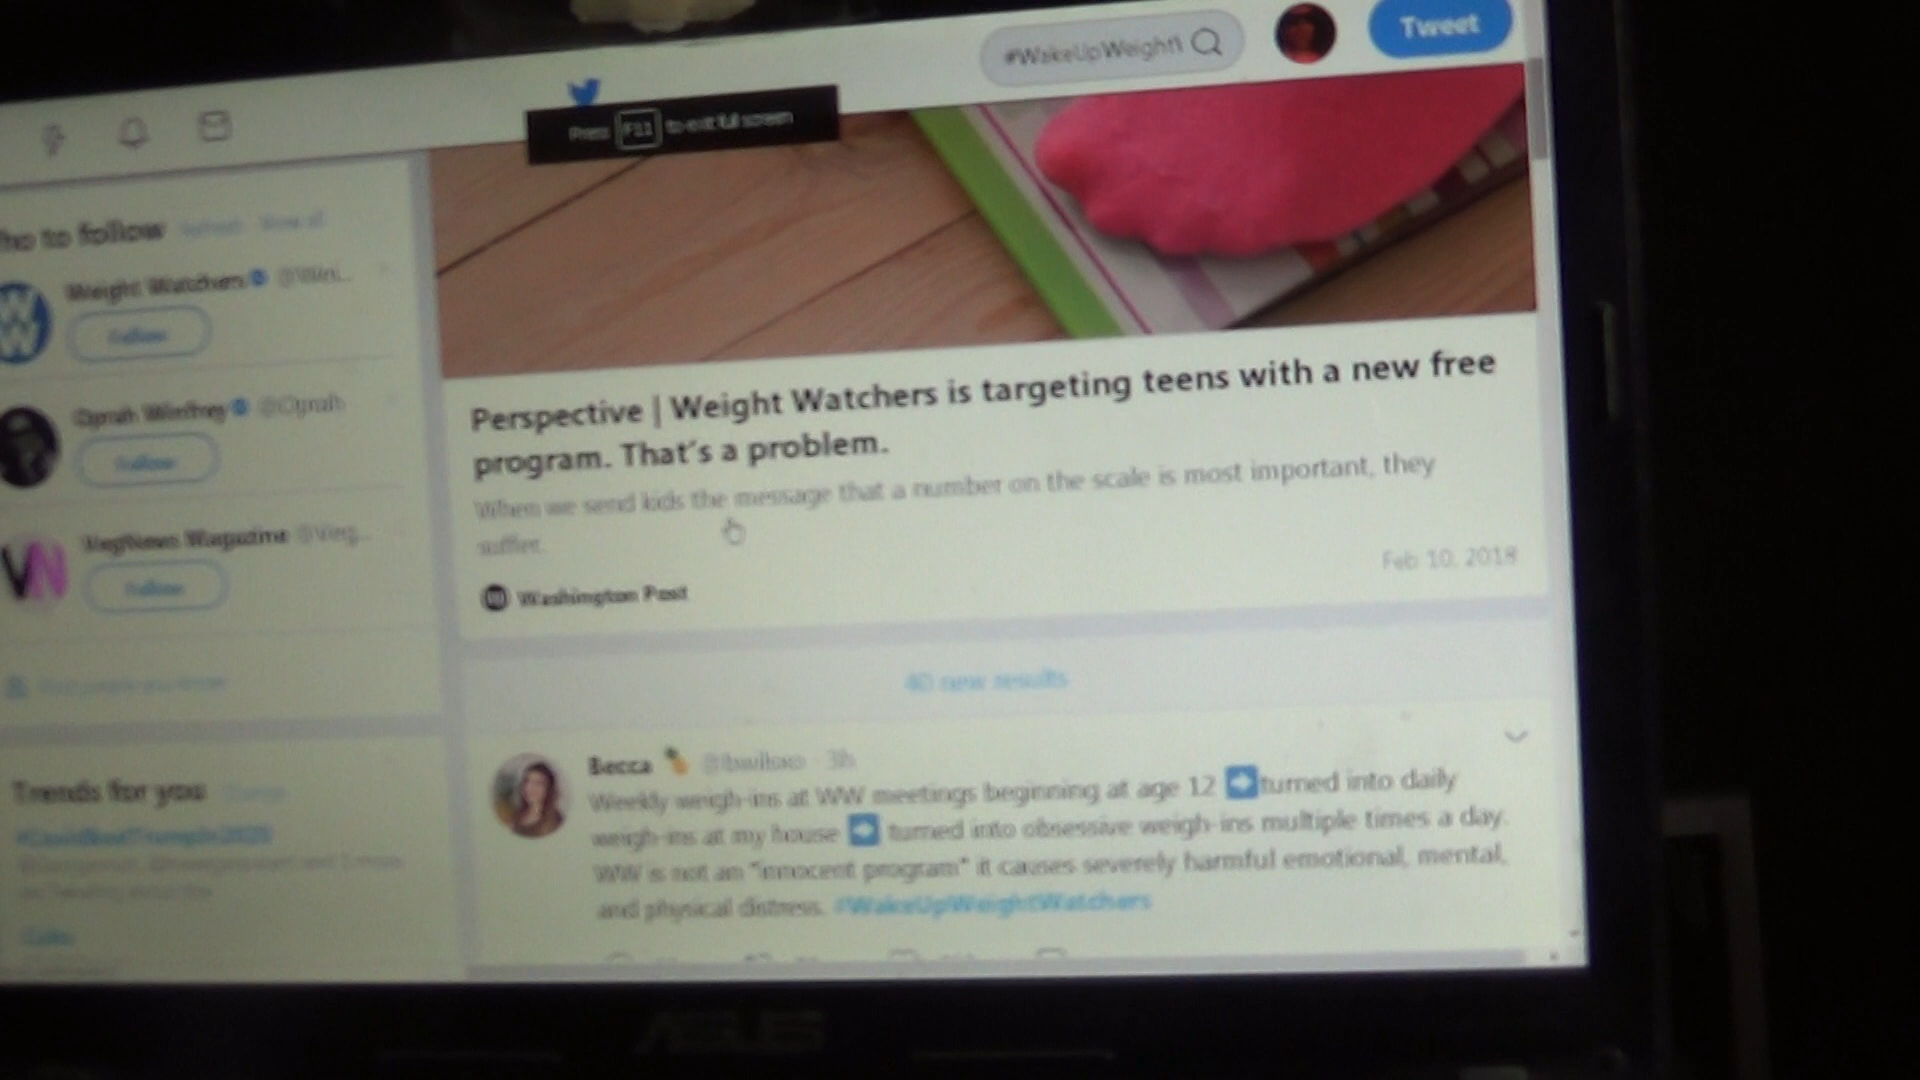 #WakeUpWeight
Tweet
Press F11 to exit full screen
to follow
Weight Watchers
Follow
Oprah Winfrey @Oprah
Follow
VegNews Magazine
Follow
Trends for you
Perspective | Weight Watchers is targeting teens with a new free
program. That's a problem.
When we send kids the message that a number on the scale is most important, they
suffer.
Feb 10, 2018
Washington Post
40 new results
Becca 3h
Weekly weigh-ins at WW meetings beginning at age 12 ➡turned into daily
weigh-ins at my house ➡ turned into obsessive weigh-ins multiple times a day.
WW is not an "innocent program" it causes severely harmful emotional, mental,
and physical distress. #WakeUpWeightWatchers
ASUS